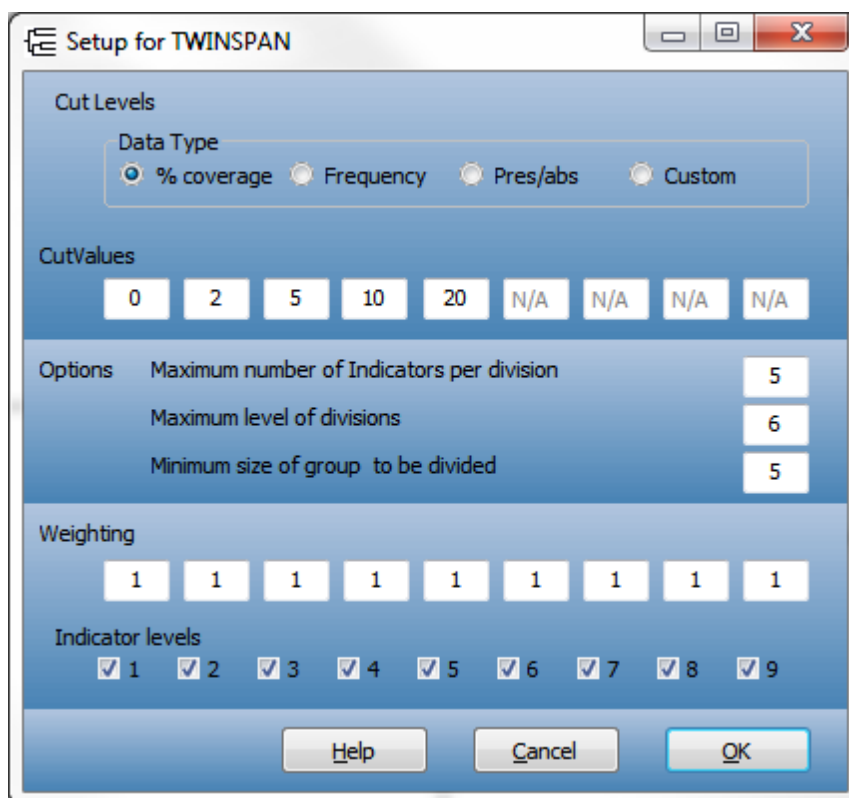 Setup for TWINSPAN
Cut Levels
Data Type
% coverage Frequency Pres/abs Custom
CutValues
0 2 5 10 20 N/A N/A N/A N/A
Options Maximum number of Indicators per division 5
Maximum level of divisions 6
Minimum size of group to be divided 5
Weighting
1 1 1 1 1 1 1 1 1
Indicator levels
1 2 3 4 5 6 7 8 9
Help Cancel OK